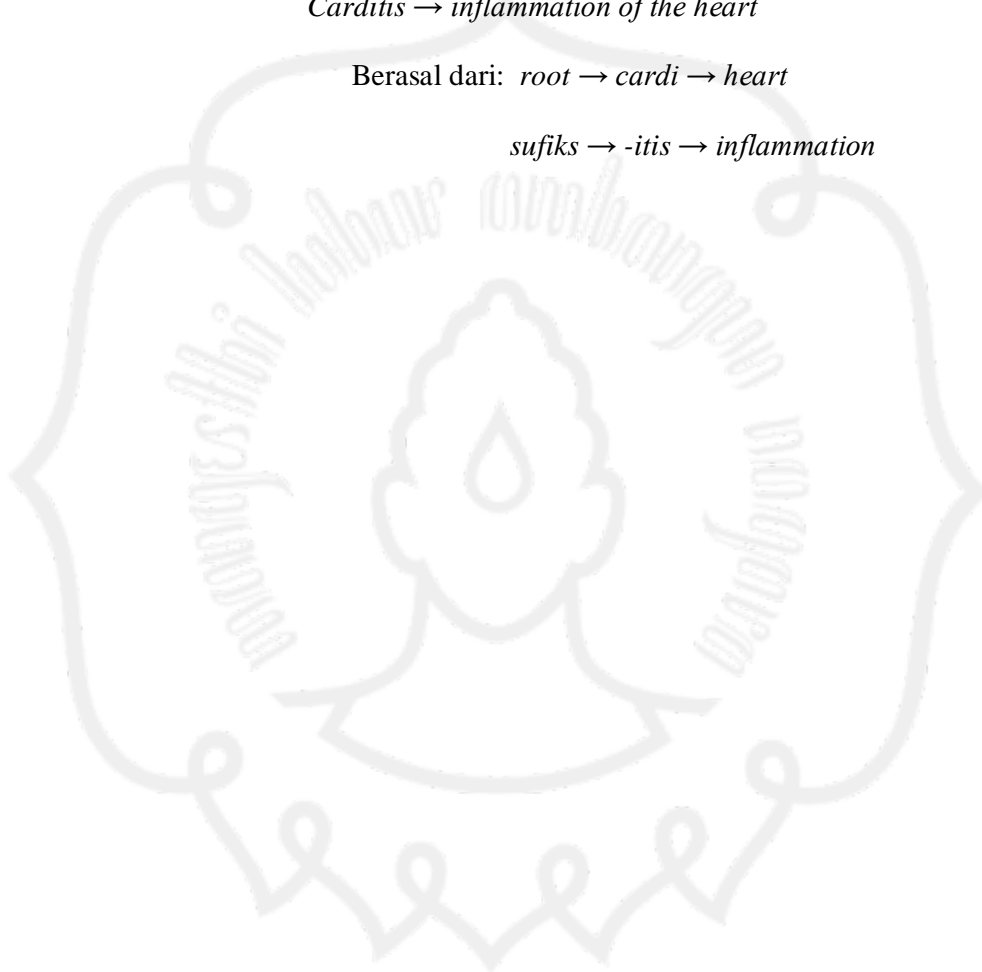 Carditis → inflammation of the heart
Berasal dari: root → cardi → heart
sufiks → -itis → inflammation